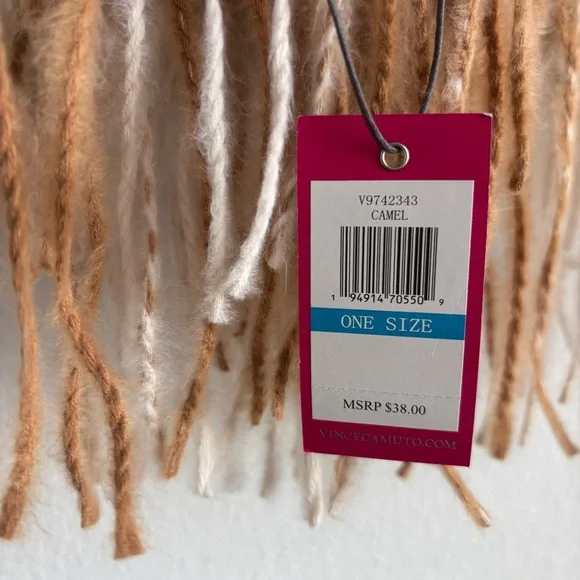 V9742343
CAMEL
1 94914 70550 9
ONE SIZE
MSRP $38.00
VINCECAMUTO.COM